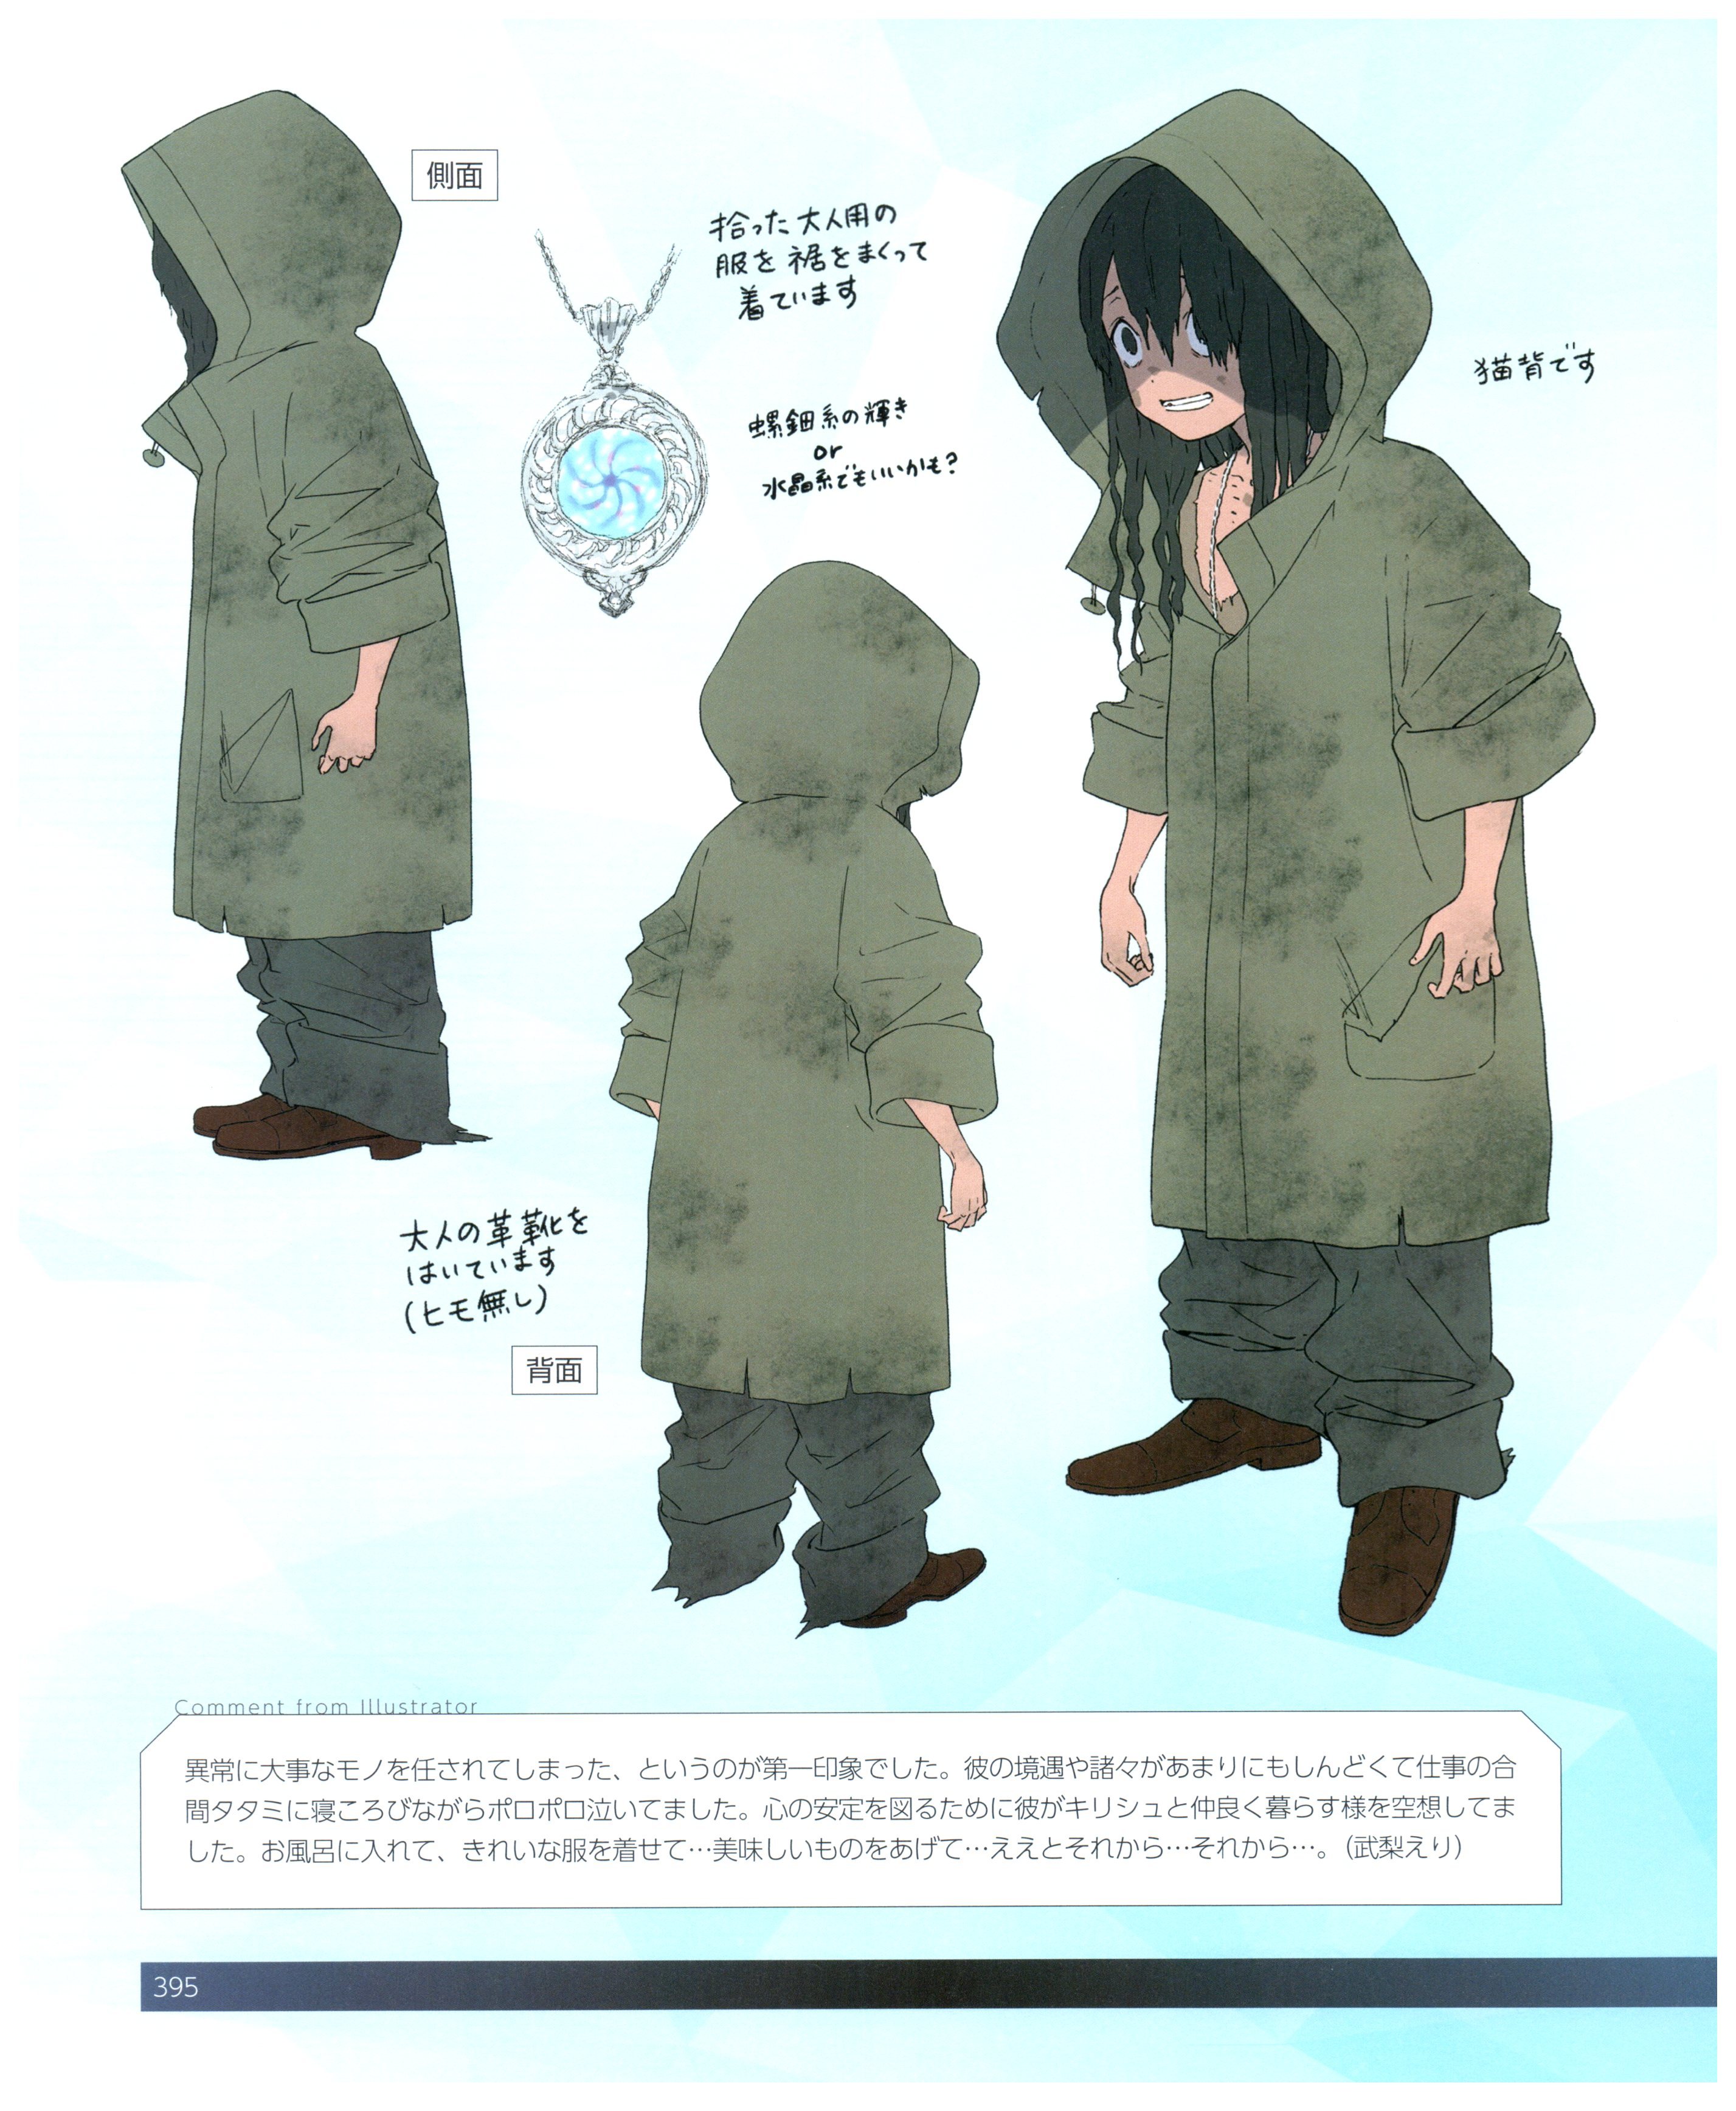 側面
拾った大人用の
服を裾をまくって
着ています
猫背です
螺鈿系の輝き
or
水晶系でもいいかも?
大人の革靴を
はいています
(ヒモ無し)
背面
Comment from Illustrator
異常に大事なモノを任されてしまった、というのが第一印象でした。彼の境遇や諸々があまりにもしんどくて仕事の合
間タタミに寝ころびながらポロポロ泣いてました。心の安定を図るために彼がキリシュと仲良く暮らす様を空想してま
した。お風呂に入れて、きれいな服を着せて…美味しいものをあげて…ええとそれから…それから…。（武梨えり）
395